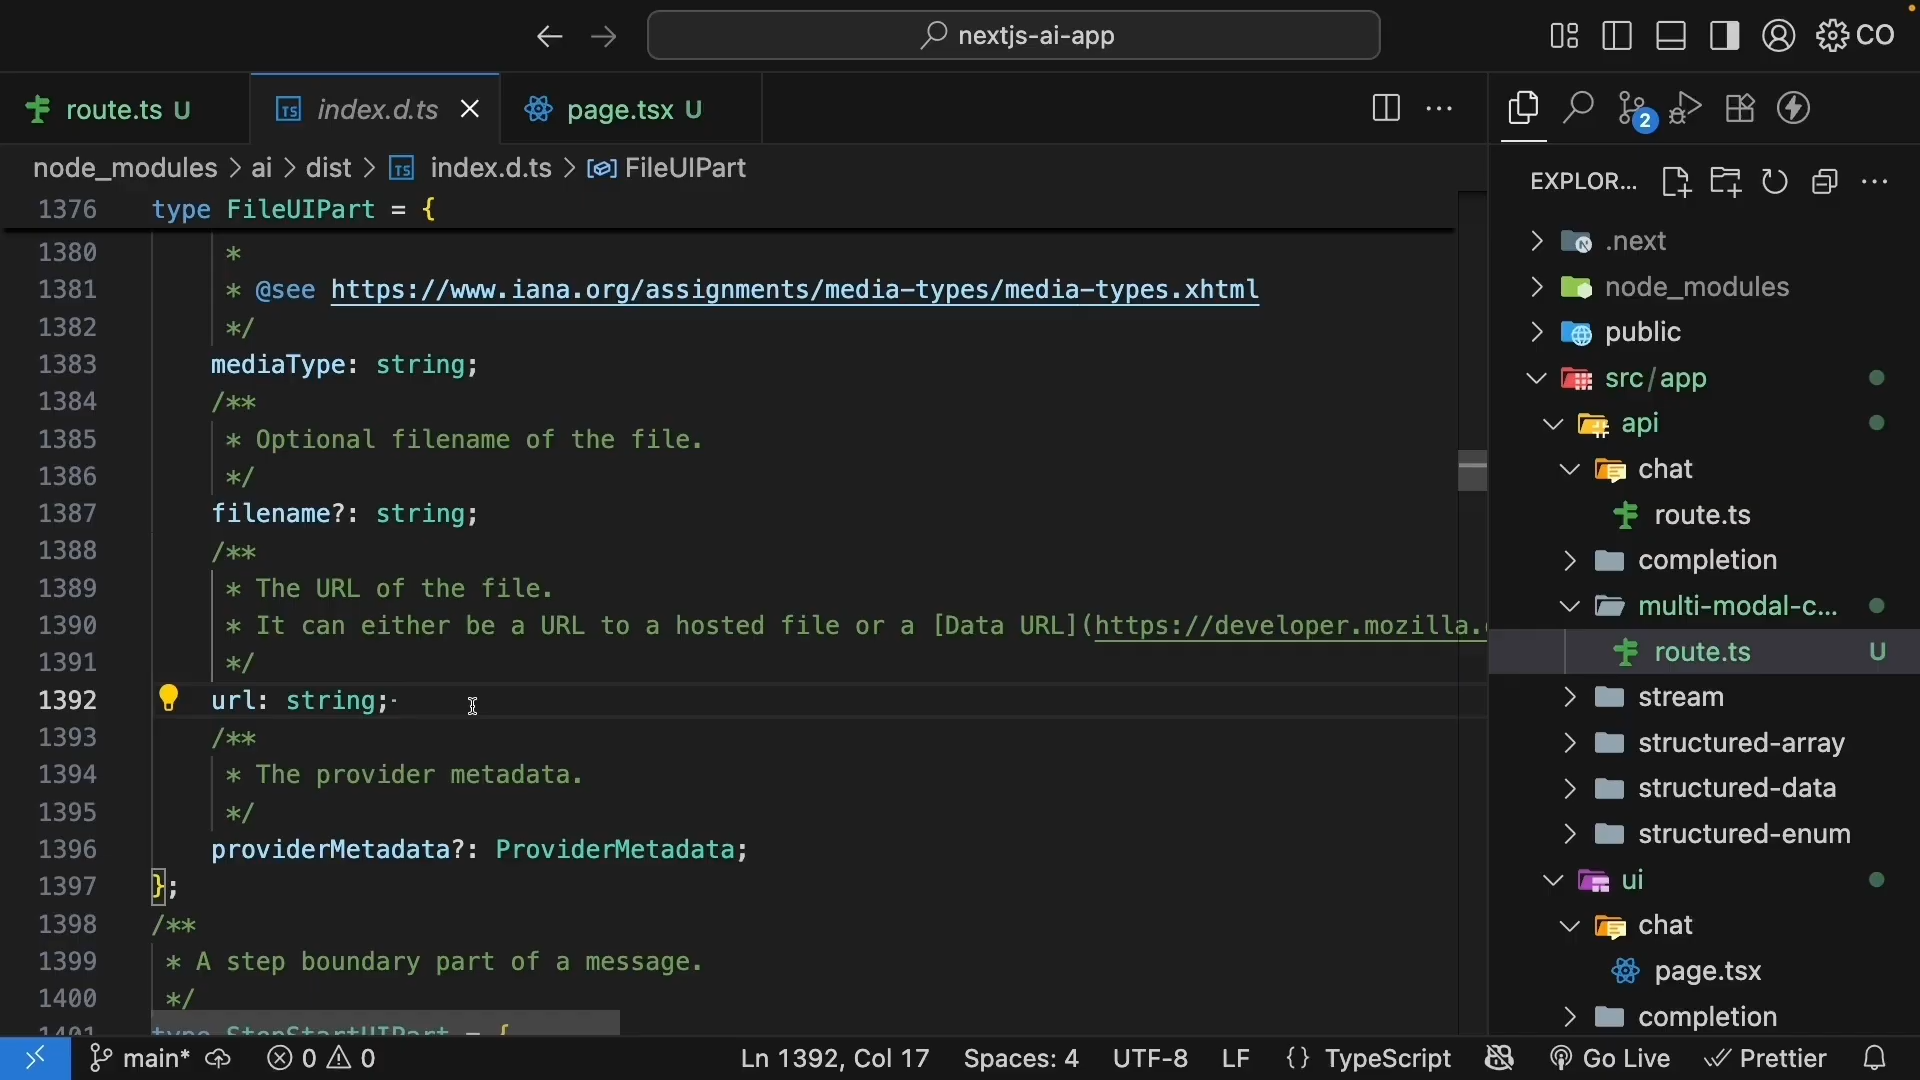 nextjs-ai-app
CO
route.ts U
index.d.ts
page.tsx U
2
node_modules > ai > dist > index.d.ts > FileUIPart
EXPLOR...
1376 type FileUIPart = {
1380 *
1381 * @see https://www.iana.org/assignments/media-types/media-types.xhtml
1382 */
1383 mediaType: string;
1384 /**
1385 * Optional filename of the file.
1386 */
1387 filename?: string;
1388 /**
1389 * The URL of the file.
1390 * It can either be a URL to a hosted file or a [Data URL](https://developer.mozilla.
1391 */
1392 url: string;
1393 /**
1394 * The provider metadata.
1395 */
1396 providerMetadata?: ProviderMetadata;
1397 };
1398 /**
1399 * A step boundary part of a message.
1400 */
1401 type StepStartUIPart = {
.next
node_modules
public
src/app
api
chat
route.ts
completion
multi-modal-c...
route.ts U
stream
structured-array
structured-data
structured-enum
ui
chat
page.tsx
completion
main* 0 0 Ln 1392, Col 17 Spaces: 4 UTF-8 LF {} TypeScript Go Live Prettier